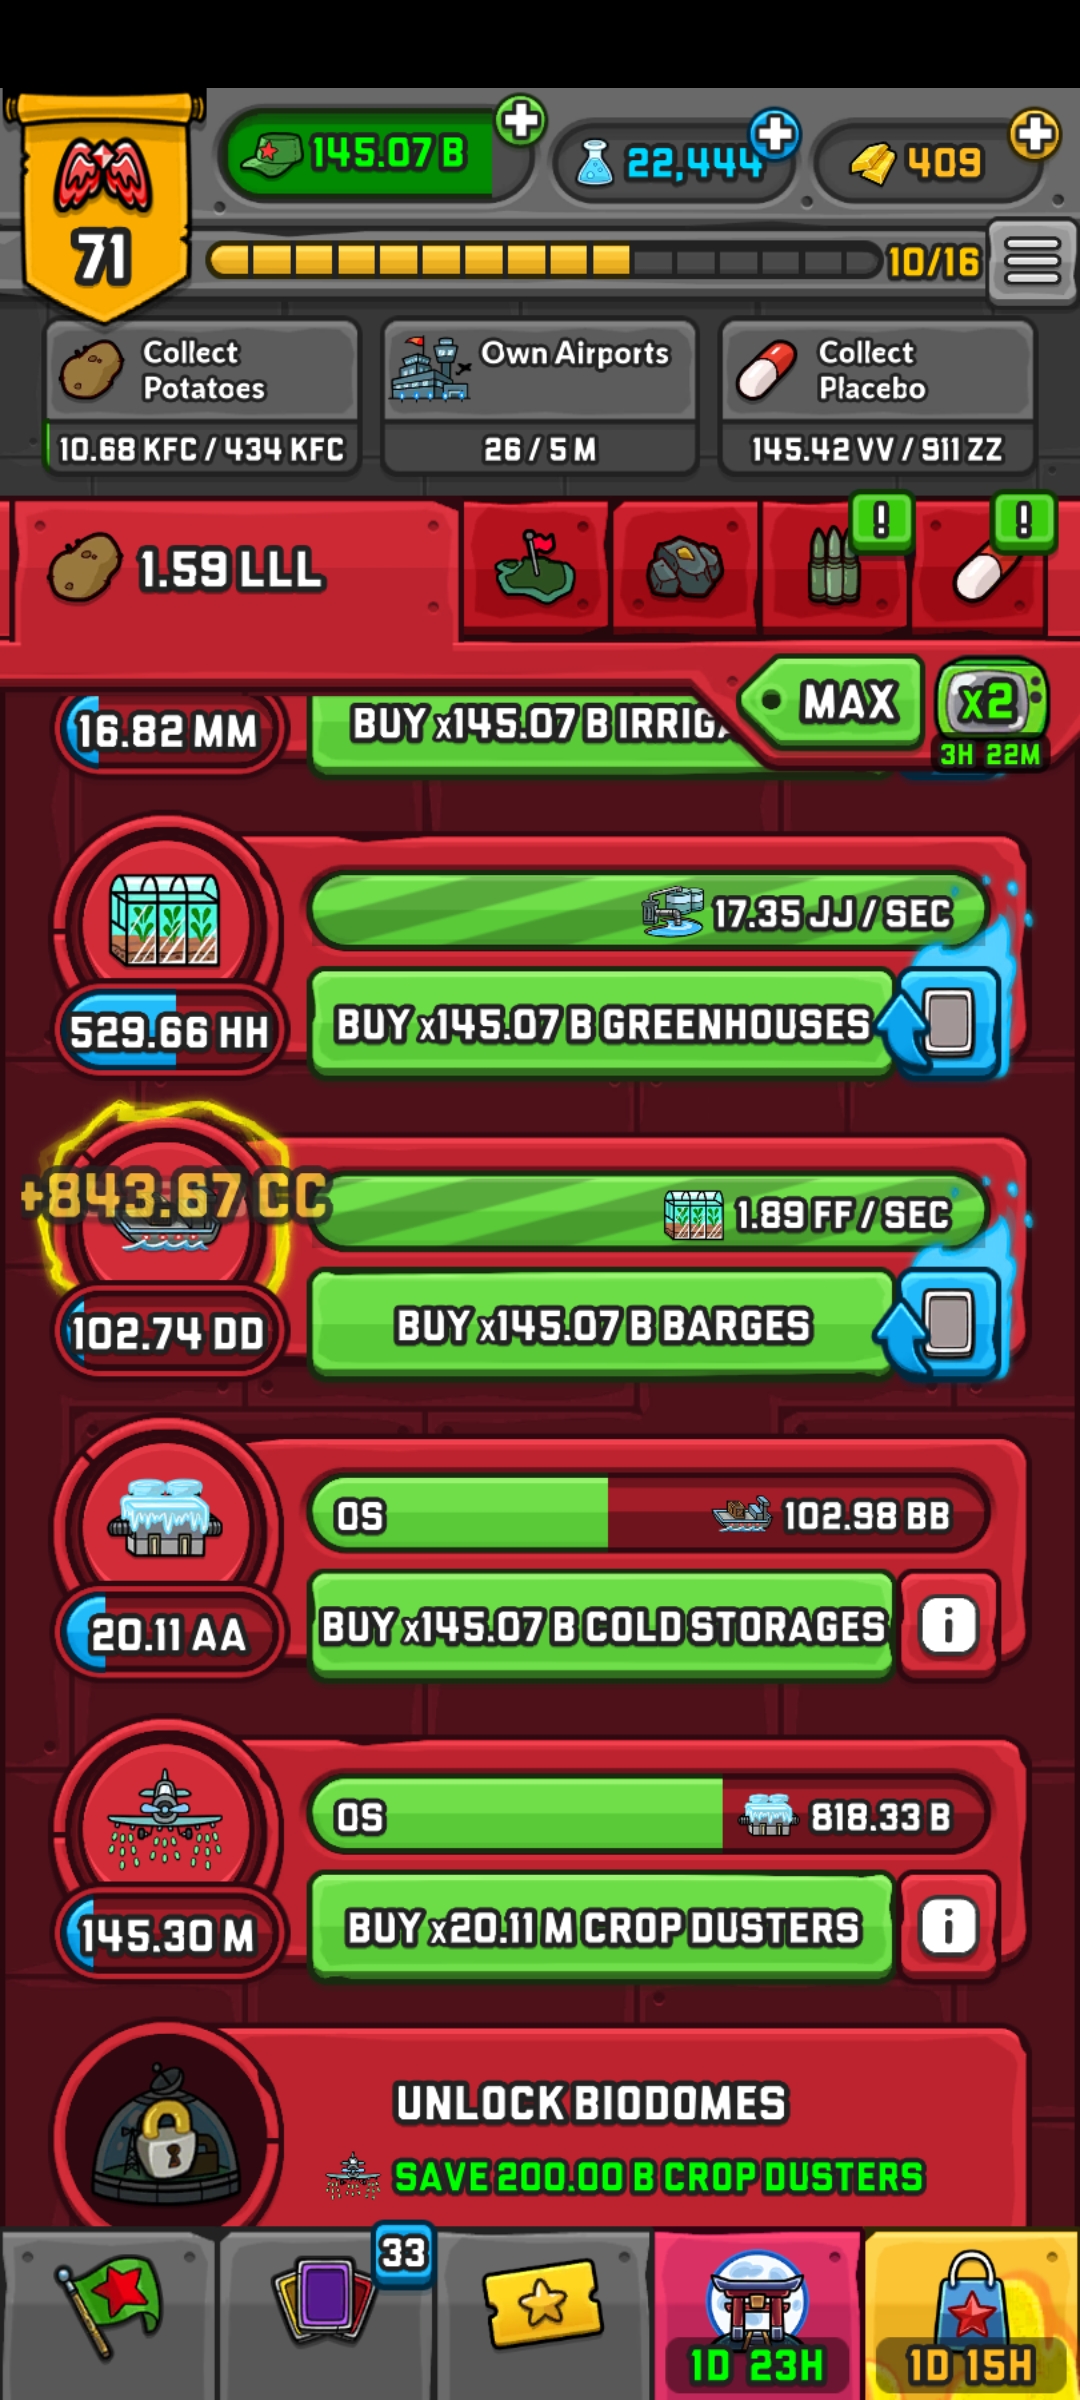 71
145.07 B
22,444
409
10/16
Collect
Potatoes
10.68 KFC / 434 KFC
Own Airports
26 / 5 M
Collect
Placebo
145.42 VV / 911 ZZ
1.59 LLL
!
!
MAX
x2
3H 22M
16.82 MM
BUY x145.07 B IRRIG
17.35 JJ / SEC
529.66 HH
BUY x145.07 B GREENHOUSES
+843.67 CC
1.89 FF / SEC
102.74 DD
BUY x145.07 B BARGES
0S
102.98 BB
20.11 AA
BUY x145.07 B COLD STORAGES
i
0S
818.33 B
145.30 M
BUY x20.11 M CROP DUSTERS
i
UNLOCK BIODOMES
SAVE 200.00 B CROP DUSTERS
33
1D 23H
1D 15H